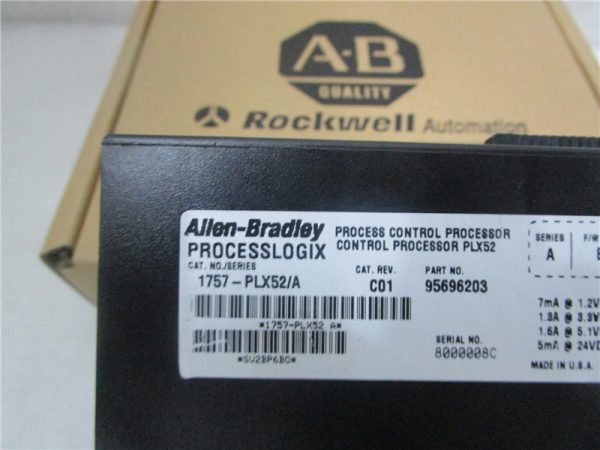 A-B
QUALITY
Rockwell Automation
Allen-Bradley
PROCESSLOGIX
PROCESS CONTROL PROCESSOR
CONTROL PROCESSOR PLX52
SERIES
A
F/W
CAT. NO./SERIES
1757-PLX52/A
CAT. REV.
C01
PART NO.
95696203
*1757-PLX52 A*
*SV2BP6B0*
SERIAL NO.
8000008C
7mA @ 1.2V
1.3A @ 3.3V
1.6A @ 5.1V
5mA @ 24VD
MADE IN U.S.A.